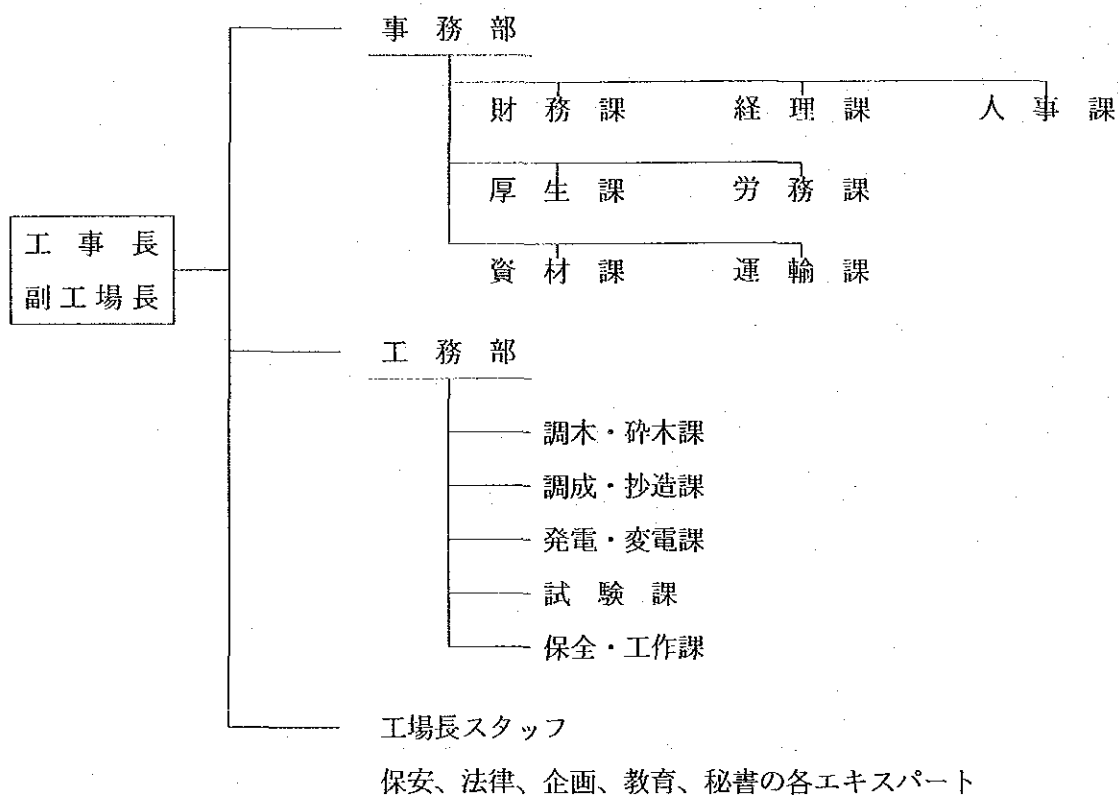 事務部
財務課 経理課 人事課
厚生課 労務課
工事長
資材課 運輸課
副工場長
工務部
調木・砕木課
調成・抄造課
発電・変電課
試験課
保全・工作課
工場長スタッフ
保安、法律、企画、教育、秘書の各エキスパート